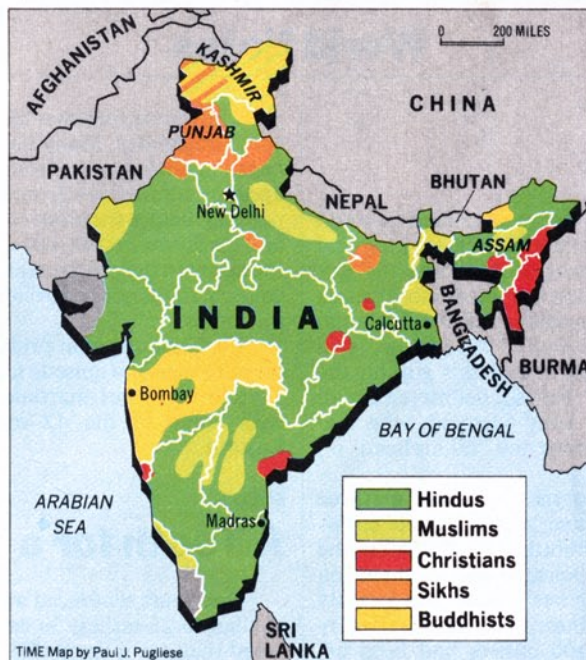 AFGHANISTAN
0 200 MILES
KASHMIR
CHINA
PUNJAB
PAKISTAN
New Delhi
NEPAL
BHUTAN
ASSAM
INDIA
Calcutta
BANGLADESH
BURMA
Bombay
BAY OF BENGAL
ARABIAN
SEA
Madras
Hindus
Muslims
Christians
Sikhs
Buddhists
SRI
LANKA
TIME Map by Paul J. Pugliese